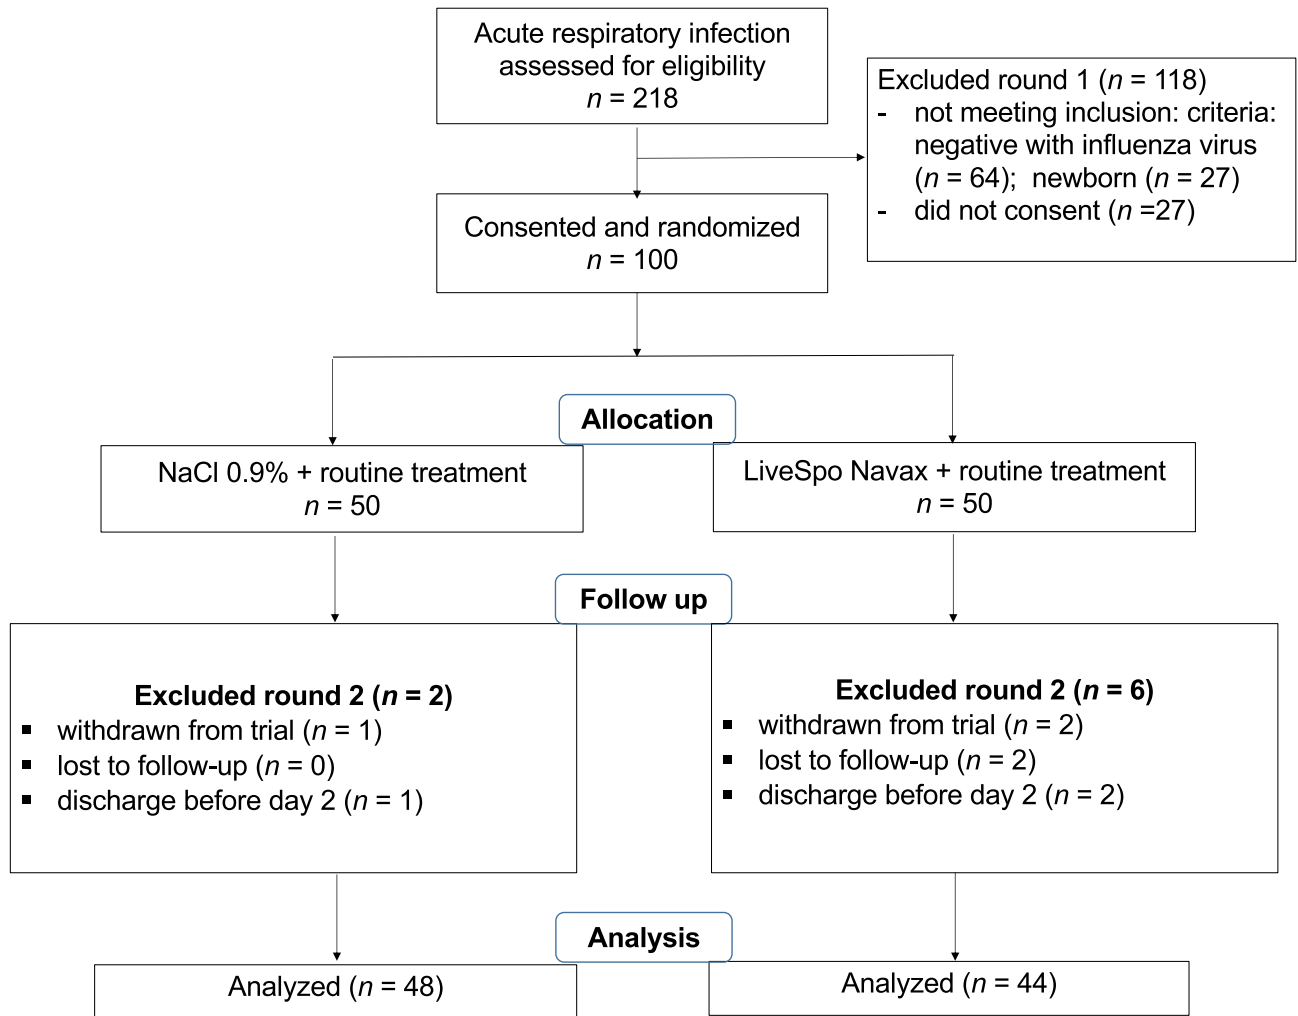 Acute respiratory infection
assessed for eligibility
n = 218
Excluded round 1 (n = 118)
- not meeting inclusion: criteria:
negative with influenza virus
(n = 64); newborn (n = 27)
- did not consent (n =27)
Consented and randomized
n = 100
Allocation
NaCl 0.9% + routine treatment
n = 50
LiveSpo Navax + routine treatment
n = 50
Follow up
Excluded round 2 (n = 2)
▪ withdrawn from trial (n = 1)
▪ lost to follow-up (n = 0)
▪ discharge before day 2 (n = 1)
Excluded round 2 (n = 6)
▪ withdrawn from trial (n = 2)
▪ lost to follow-up (n = 2)
▪ discharge before day 2 (n = 2)
Analysis
Analyzed (n = 48)
Analyzed (n = 44)